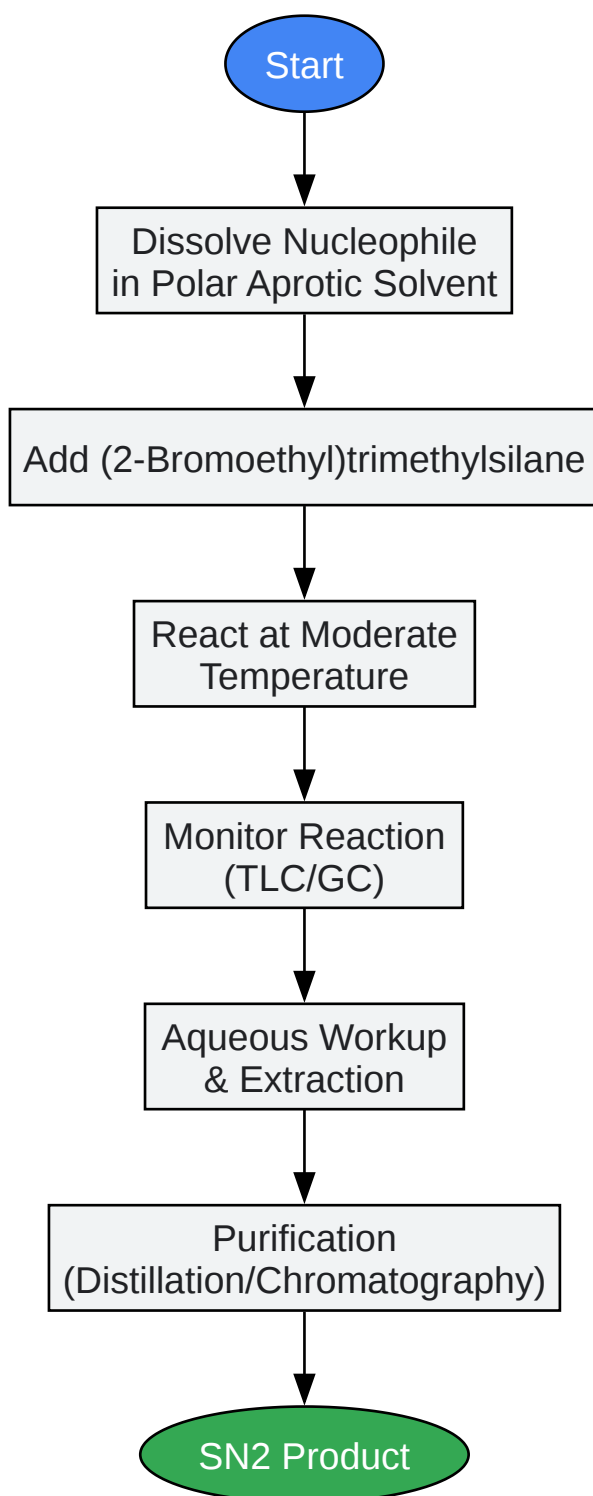 Start
Dissolve Nucleophile
in Polar Aprotic Solvent
Add (2-Bromoethyl)trimethylsilane
React at Moderate
Temperature
Monitor Reaction
(TLC/GC)
Aqueous Workup
& Extraction
Purification
(Distillation/Chromatography)
SN2 Product